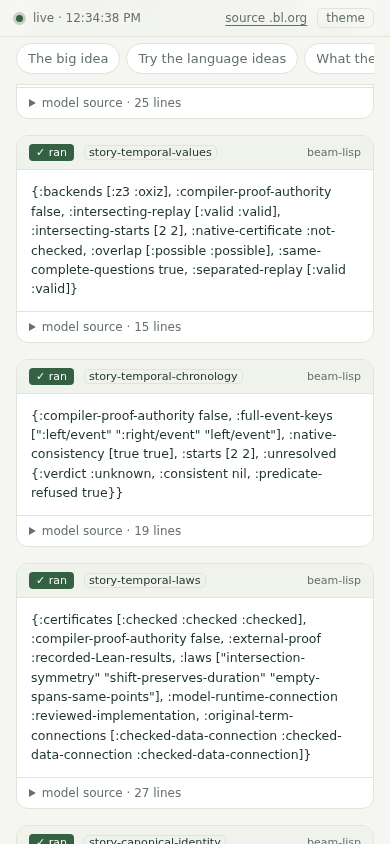 live · 12:34:38 PM
source .bl.org
theme
The big idea
Try the language ideas
What the
▶ model source · 25 lines
✓ ran
story-temporal-values
beam-lisp
{:backends [:z3 :oxiz], :compiler-proof-authority
false, :intersecting-replay [:valid :valid],
:intersecting-starts [2 2], :native-certificate :not-
checked, :overlap [:possible :possible], :same-
complete-questions true, :separated-replay [:valid
:valid]}
▶ model source · 15 lines
✓ ran
story-temporal-chronology
beam-lisp
{:compiler-proof-authority false, :full-event-keys
[":left/event" ":right/event" "left/event"], :native-
consistency [true true], :starts [2 2], :unresolved
{:verdict :unknown, :consistent nil, :predicate-
refused true}}
▶ model source · 19 lines
✓ ran
story-temporal-laws
beam-lisp
{:certificates [:checked :checked :checked],
:compiler-proof-authority false, :external-proof
:recorded-Lean-results, :laws ["intersection-
symmetry" "shift-preserves-duration" "empty-
spans-same-points"], :model-runtime-connection
:reviewed-implementation, :original-term-
connections [:checked-data-connection :checked-
data-connection :checked-data-connection]}
▶ model source · 27 lines
✓ ran
story-canonical-identity
beam-lisp